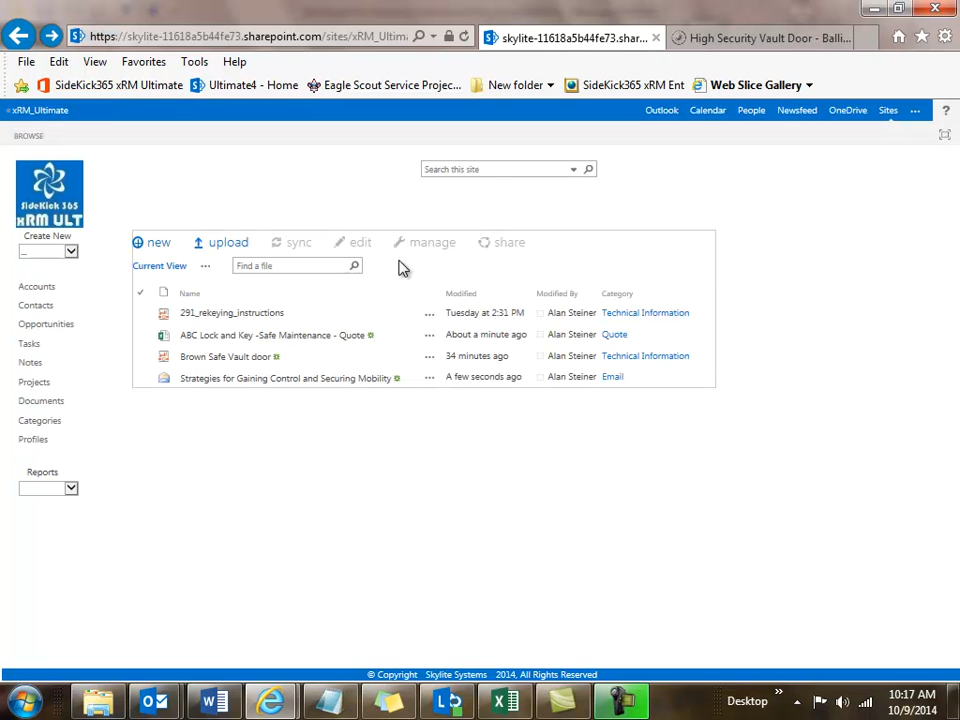 https://skylite-11618a5b44fe73.sharepoint.com/sites/xRM_Ultim
skylite-11618a5b44fe73.shar...
High Security Vault Door - Balli...
File Edit View Favorites Tools Help
SideKick365 xRM Ultimate
Ultimate4 - Home
Eagle Scout Service Projec...
New folder
SideKick365 xRM Ent
Web Slice Gallery
xRM_Ultimate
Outlook Calendar People Newsfeed OneDrive Sites ... ?
BROWSE
SideKick 365
xRM ULT
Search this site
Create New
_
new upload sync edit manage share
Current View ... Find a file
Name Modified Modified By Category
291_rekeying_instructions ... Tuesday at 2:31 PM Alan Steiner Technical Information
ABC Lock and Key -Safe Maintenance - Quote ... About a minute ago Alan Steiner Quote
Brown Safe Vault door ... 34 minutes ago Alan Steiner Technical Information
Strategies for Gaining Control and Securing Mobility ... A few seconds ago Alan Steiner Email
Accounts
Contacts
Opportunities
Tasks
Notes
Projects
Documents
Categories
Profiles
Reports
© Copyright Skylite Systems 2014, All Rights Reserved
Desktop
10:17 AM
10/9/2014